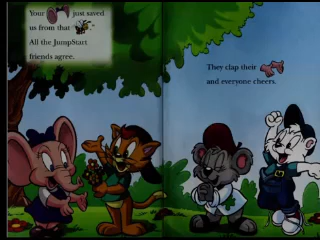 Your just saved
us from that
All the JumpStart
friends agree.
They clap their
and everyone cheers.